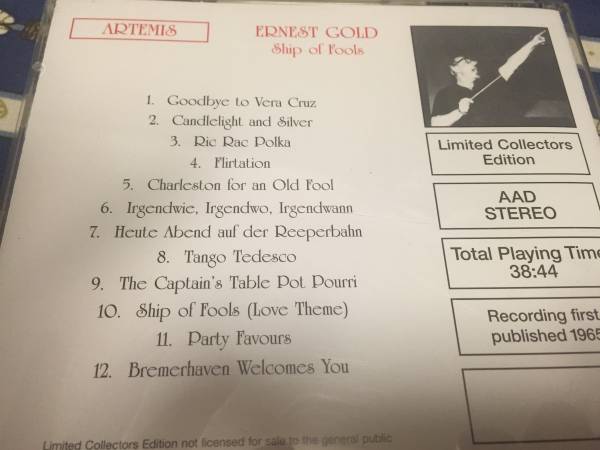 ARTEMIS
ERNEST GOLD
Ship of Fools
1. Goodbye to Vera Cruz
2. Candlelight and Silver
3. Ric Rac Polka
4. Flirtation
5. Charleston for an Old Fool
6. Irgendwie, Irgendwo, Irgendwann
7. Heute Abend auf der Reeperbahn
8. Tango Tedesco
9. The Captain's Table Pot Pourri
10. Ship of Fools (Love Theme)
11. Party Favours
12. Bremerhaven Welcomes You
Limited Collectors
Edition
AAD
STEREO
Total Playing Time
38:44
Recording first
published 1965
Limited Collectors Edition not licensed for sale to the general public